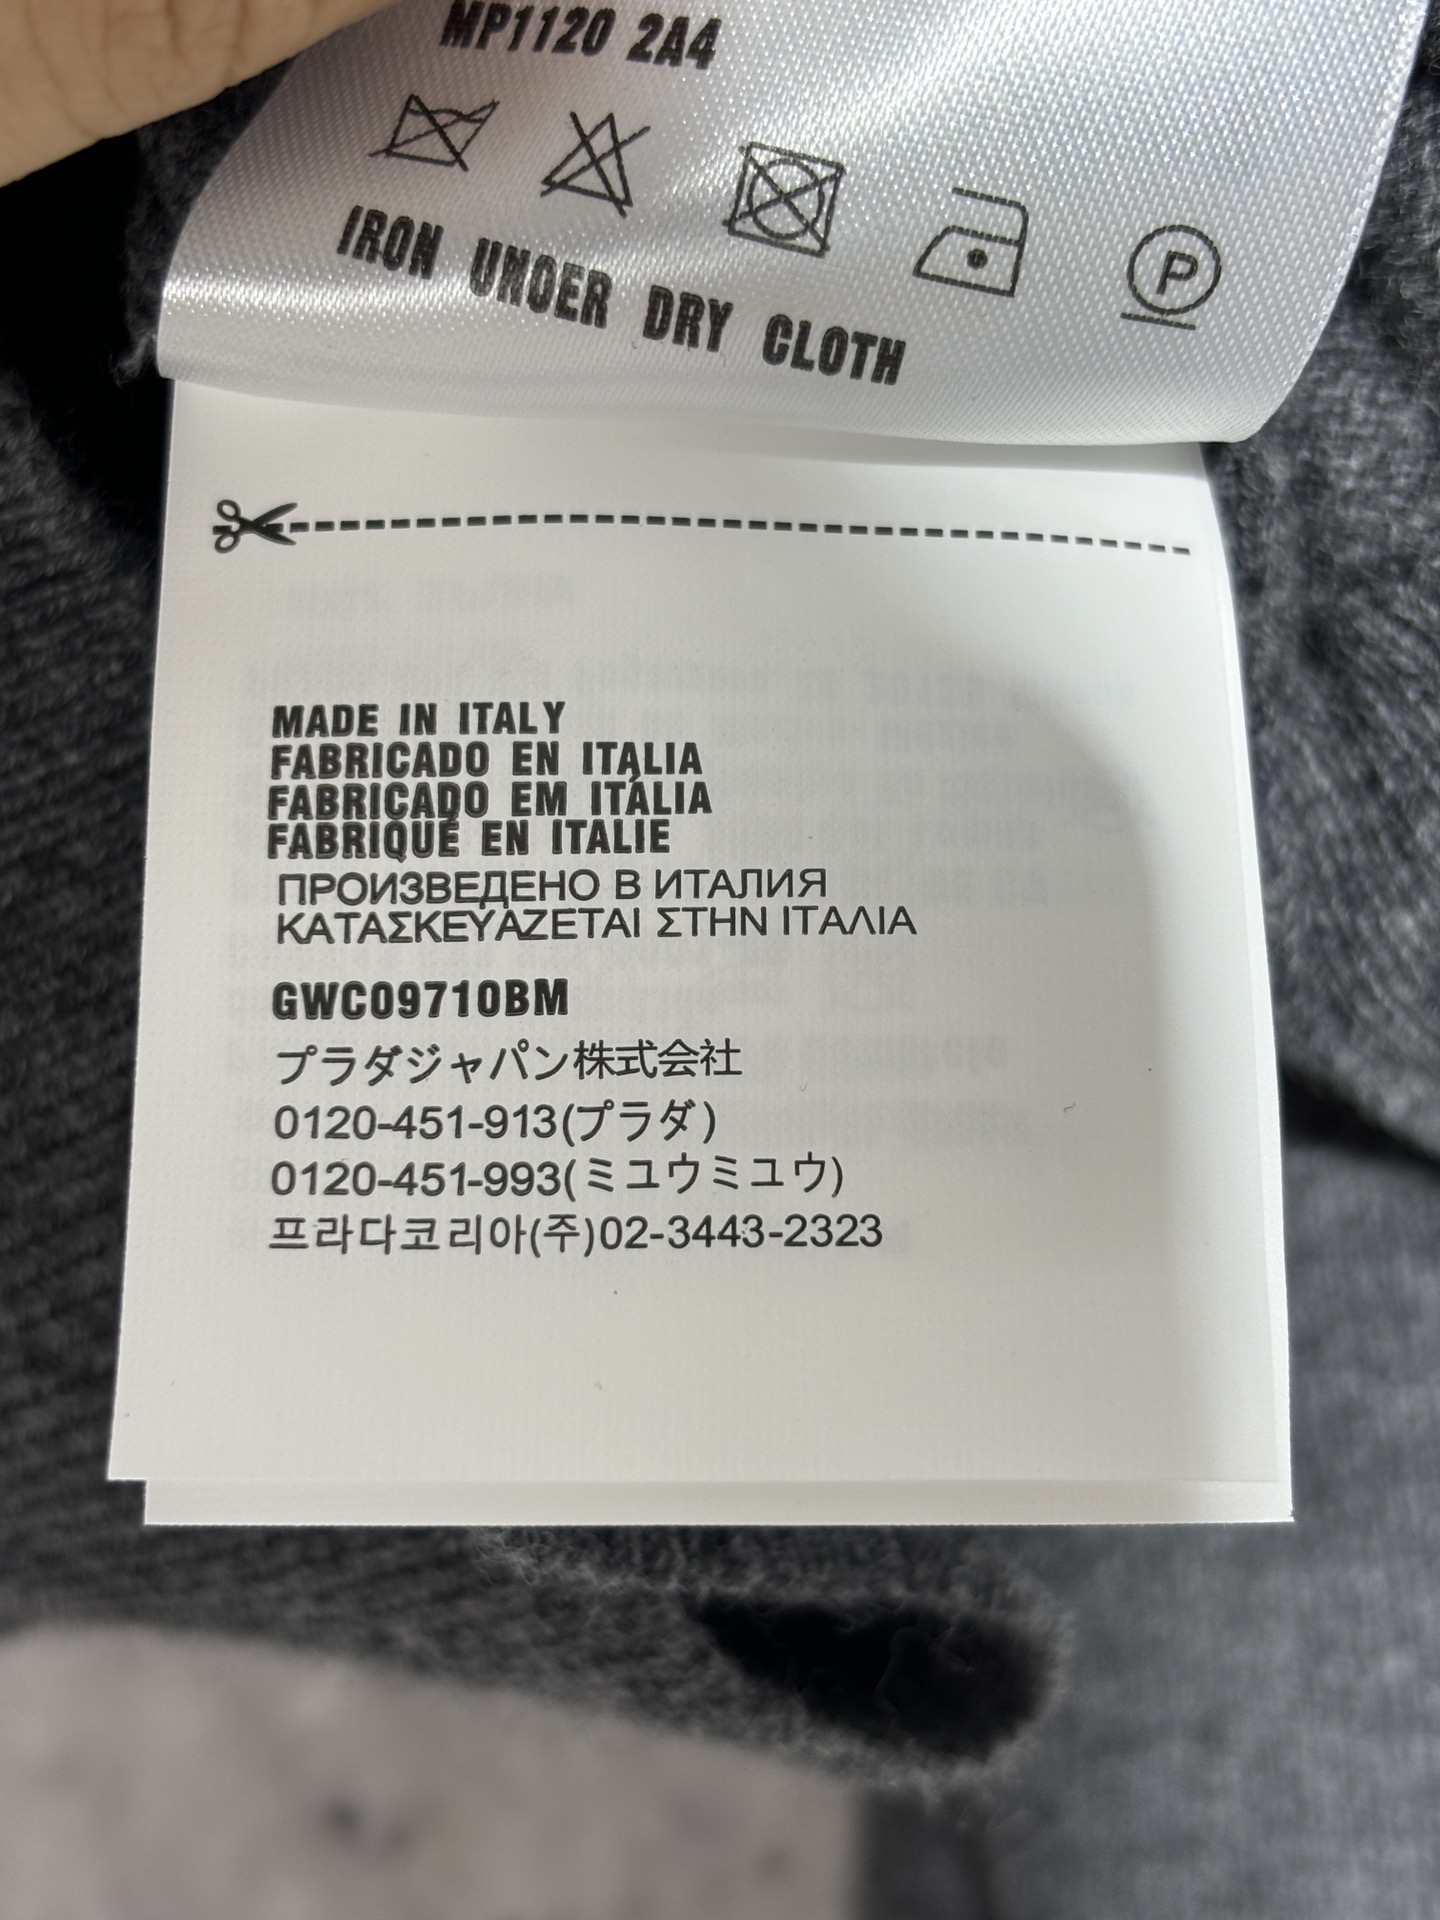 MP1120 2A4
P
IRON UNDER DRY CLOTH
MADE IN ITALY
FABRICADO EN ITALIA
FABRICADO EM ITÁLIA
FABRIQUÉ EN ITALIE
ПРОИЗВЕДЕНО В ИТАЛИЯ
ΚΑΤΑΣΚΕΥΑΖΕΤΑΙ ΣΤΗΝ ΙΤΑΛΙΑ
GWC09710BM
プラダジャパン株式会社
0120-451-913(プラダ)
0120-451-993(ミユウミユウ)
프라다코리아(주)02-3443-2323